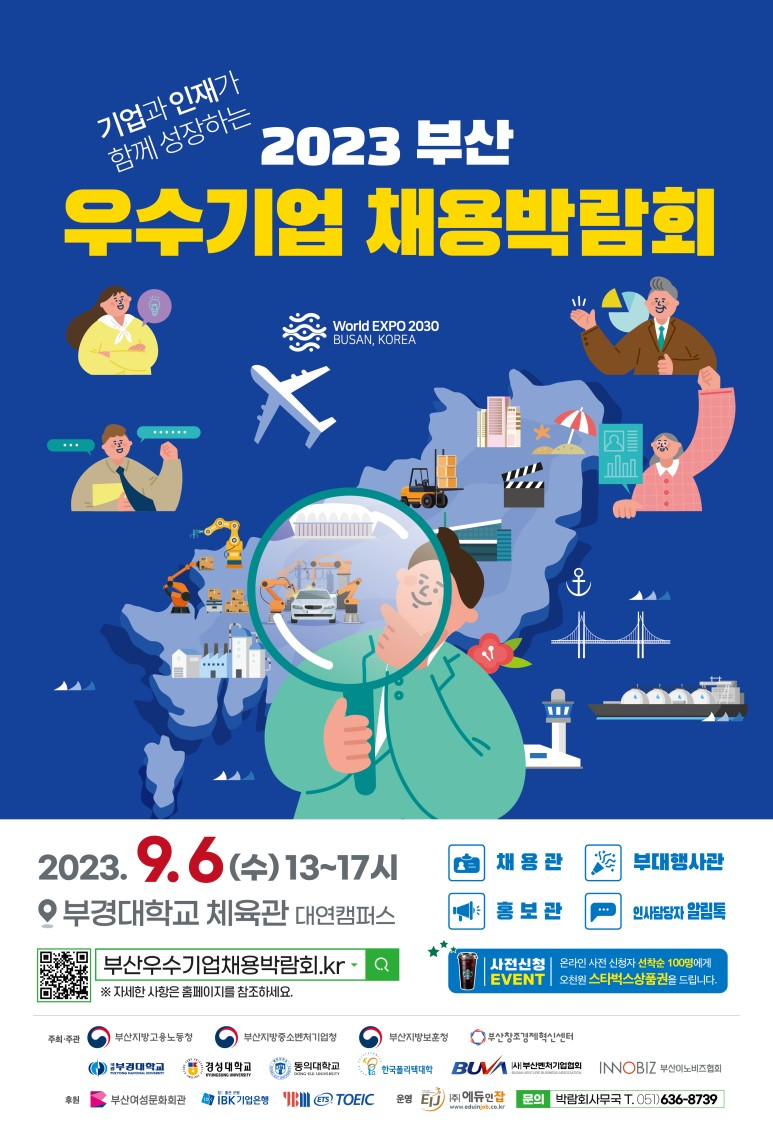 기업과 인재가
함께 성장하는
2023 부산
우수기업 채용박람회
World EXPO 2030
BUSAN, KOREA
2023. 9. 6 (수) 13~17시
부경대학교 체육관 대연캠퍼스
부산우수기업채용박람회.kr
※ 자세한 사항은 홈페이지를 참조하세요.
채용관
부대행사관
홍보관
인사담당자 알림톡
사전신청
EVENT
온라인 사전 신청자 선착순 100명에게
오천원 스타벅스상품권을 드립니다.
주최·주관 부산지방고용노동청 부산지방중소벤처기업청 부산지방보훈청 부산창조경제혁신센터
부경대학교 경성대학교 동의대학교 한국폴리텍대학 BUVA (사)부산벤처기업협회 INNOBIZ 부산이노비즈협회
KYUNGSUNG UNIVERSITY DONG-EUI UNIVERSITY
후원 부산여성문화회관 IBK기업은행 YBM ETS TOEIC 운영 EIJ (주)에듀인잡 문의 박람회사무국 T. 051)636-8739
www.eduinjob.co.kr